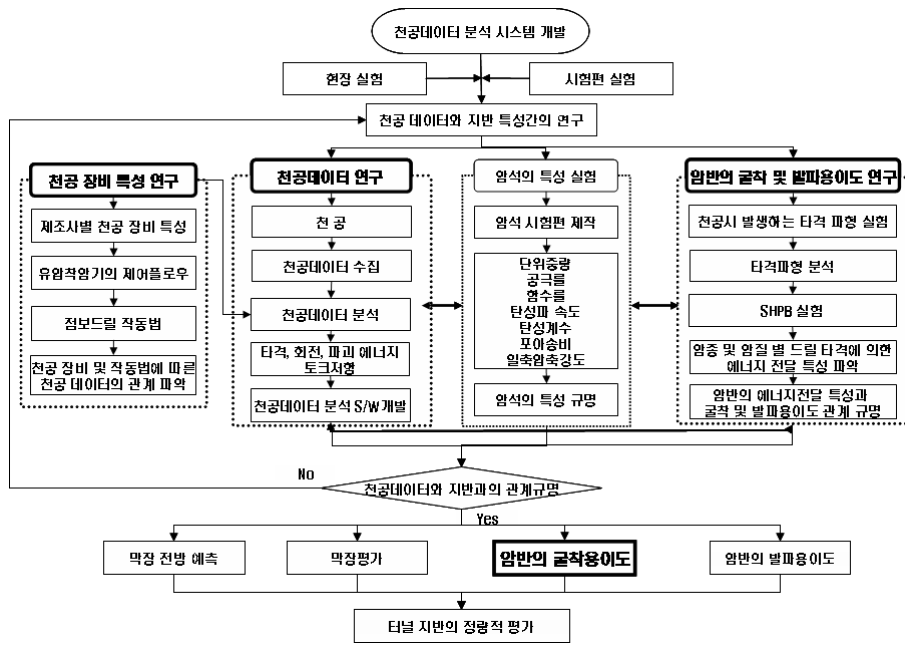 천공데이터 분석 시스템 개발
현장 실험
시험편 실험
천공 데이터와 지반 특성간의 연구
천공 장비 특성 연구
제조사별 천공 장비 특성
유압착암기의 제어플로우
점보드릴 작동법
천공 장비 및 작동법에 따른
천공 데이터의 관계 파악
천공데이터 연구
천 공
천공데이터 수집
천공데이터 분석
타격, 회전, 파괴 에너지
토크저항
천공데이터 분석 S/W개발
암석의 특성 실험
암석 시험편 제작
단위중량
공극률
함수률
탄성파 속도
탄성계수
포아송비
일축압축강도
암석의 특성 규명
암반의 굴착 및 발파용이도 연구
천공시 발생하는 타격 파형 실험
타격파형 분석
SHPB 실험
암종 및 암질 별 드릴 타격에 의한
에너지 전달 특성 파악
암반의 에너지전달 특성과
굴착 및 발파용이도 관계 규명
No
천공데이터와 지반과의 관계규명
Yes
막장 전방 예측
막장평가
암반의 굴착용이도
암반의 발파용이도
터널 지반의 정량적 평가